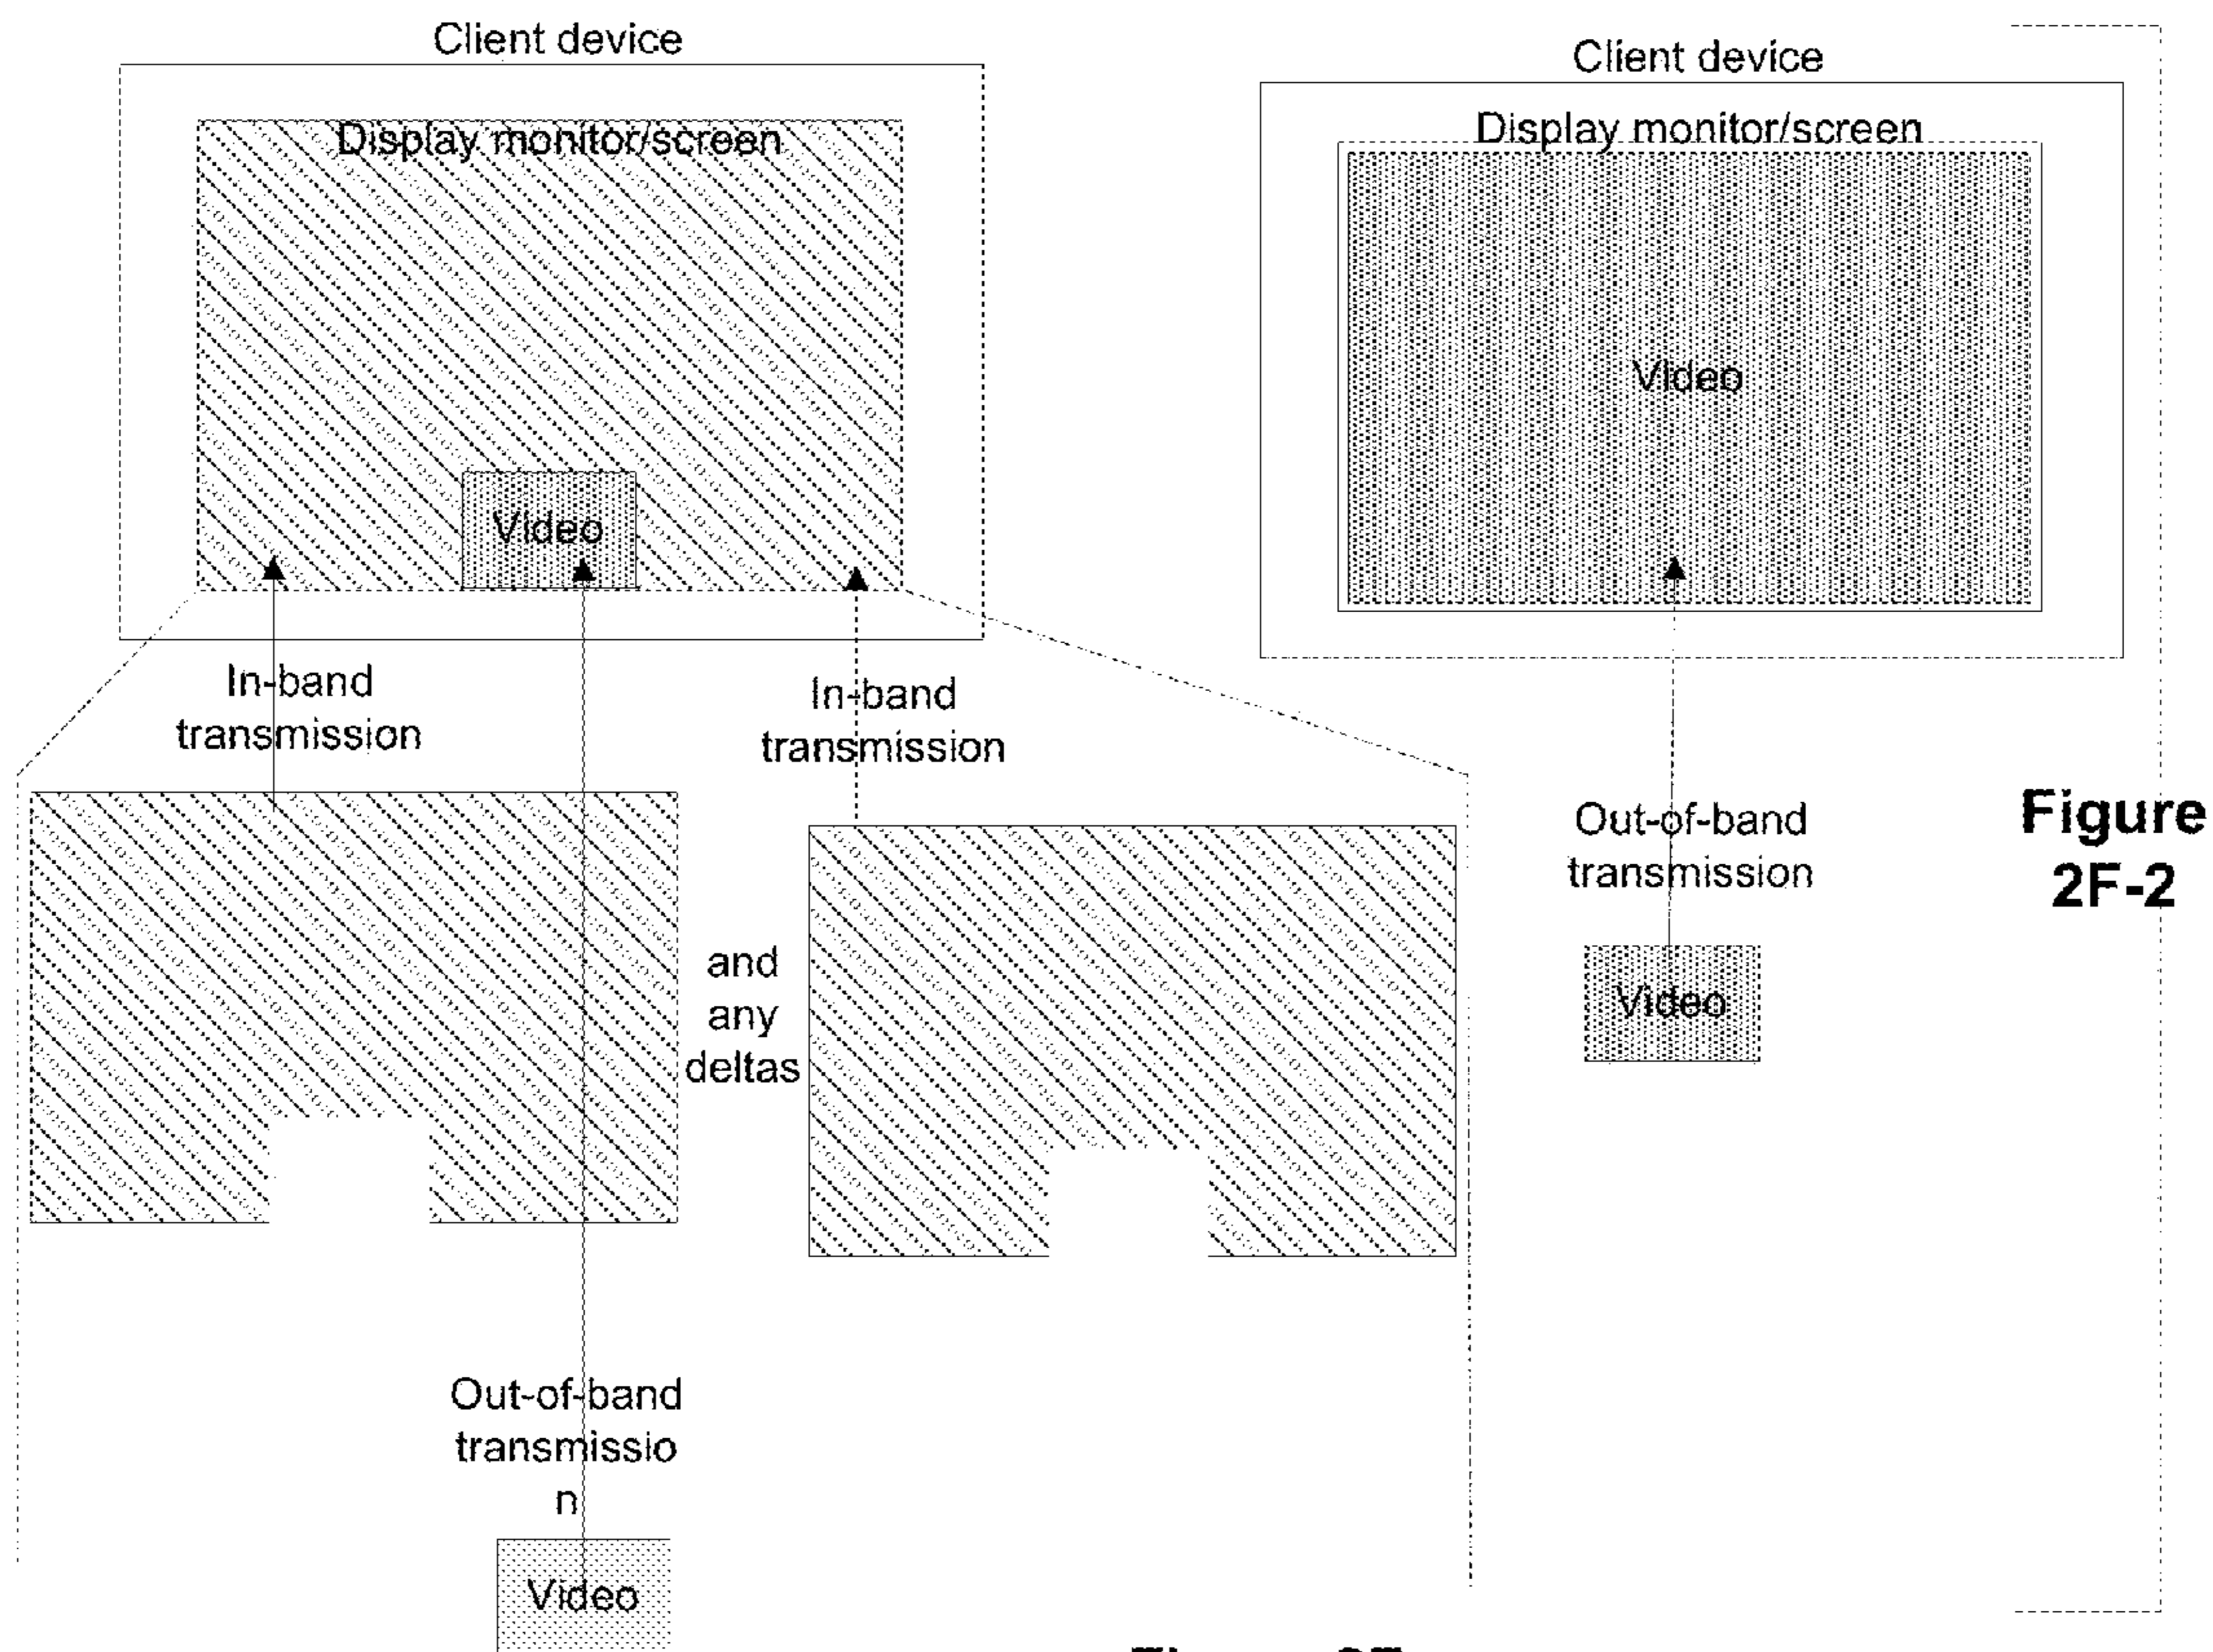 Client device
Display monitor/screen
Video
In-band
transmission
In-band
transmission
and
any
deltas
Out-of-band
transmissio
n
Video
Client device
Display monitor/screen
Video
Out-of-band
transmission
Video
Figure
2F-2